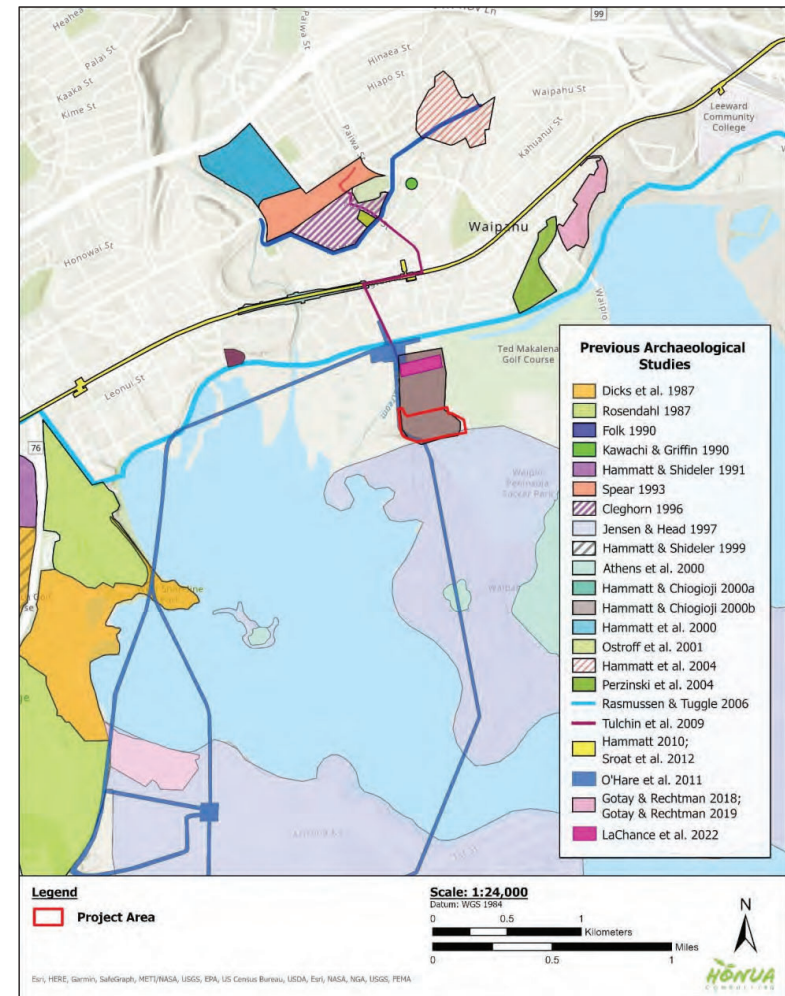 Heahea
Palai St
Kaaka St
Kime St
Paiwa St
99
Hinaea St
Hiapo St
Waipahu St
Leeward
Community
College
Paiwa St
Kahuanui St
Honowai St
Waipahu
Waipio
Leonui St
Ted Makalena
Golf Course
76
Previous Archaeological
Studies
Dicks et al. 1987
Rosendahl 1987
Folk 1990
Kawachi & Griffin 1990
Hammatt & Shideler 1991
Spear 1993
Cleghorn 1996
Jensen & Head 1997
Hammatt & Shideler 1999
Athens et al. 2000
Hammatt & Chiogioji 2000a
Hammatt & Chiogioji 2000b
Hammatt et al. 2000
Ostroff et al. 2001
Hammatt et al. 2004
Perzinski et al. 2004
Rasmussen & Tuggle 2006
Tulchin et al. 2009
Hammatt 2010;
Sroat et al. 2012
O'Hare et al. 2011
Gotay & Rechtman 2018;
Gotay & Rechtman 2019
LaChance et al. 2022
Legend
Project Area
Scale: 1:24,000
Datum: WGS 1984
0 0.5 1
Kilometers
Miles
0 0.5 1
N
HONUA
CONSULTING
Esri, HERE, Garmin, SafeGraph, METI/NASA, USGS, EPA, US Census Bureau, USDA, Esri, NASA, NGA, USGS, FEMA